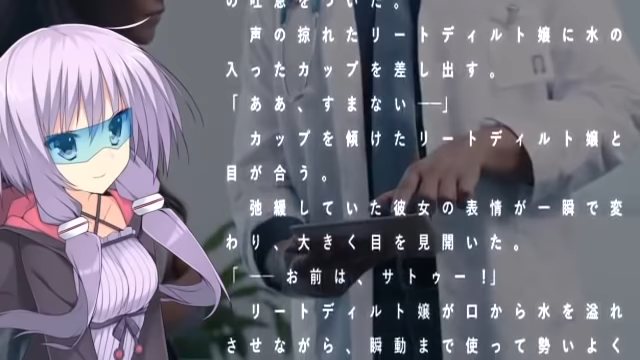 の吐息をついた。
　声の掠れたリートディルト嬢に水の
入ったカップを差し出す。
「ああ、すまない――」
　カップを傾けたリートディルト嬢と
目が合う。
　弛緩していた彼女の表情が一瞬で変
わり、大きく目を見開いた。
「――お前は、サトゥー!」
　リートディルト嬢が口から水を溢れ
させながら、瞬動まで使って勢いよく